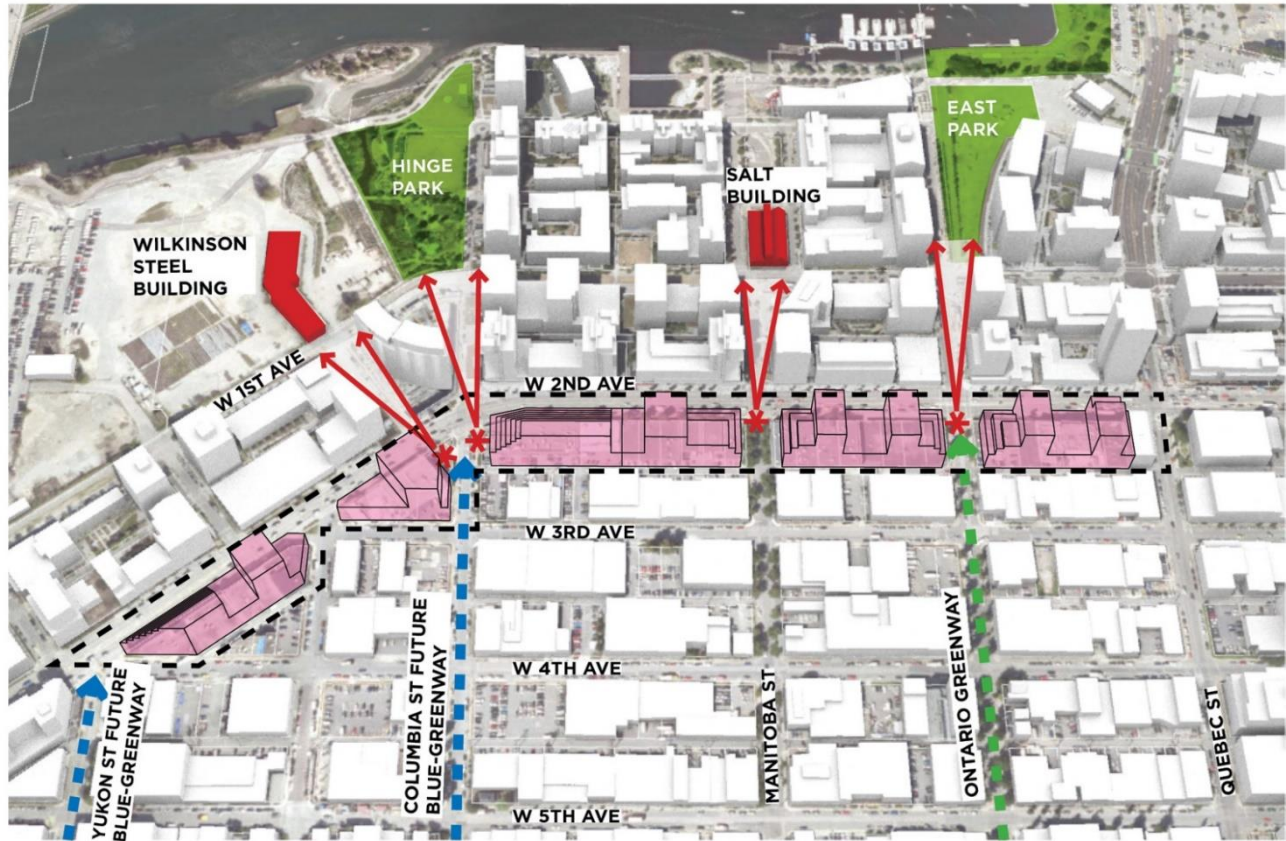 HINGE
PARK
EAST
PARK
SALT
BUILDING
WILKINSON
STEEL
BUILDING
W 1ST AVE
W 2ND AVE
W 3RD AVE
W 4TH AVE
YUKON ST FUTURE
BLUE-GREENWAY
COLUMBIA ST FUTURE
BLUE-GREENWAY
MANITOBA ST
ONTARIO GREENWAY
QUEBEC ST
W 5TH AVE